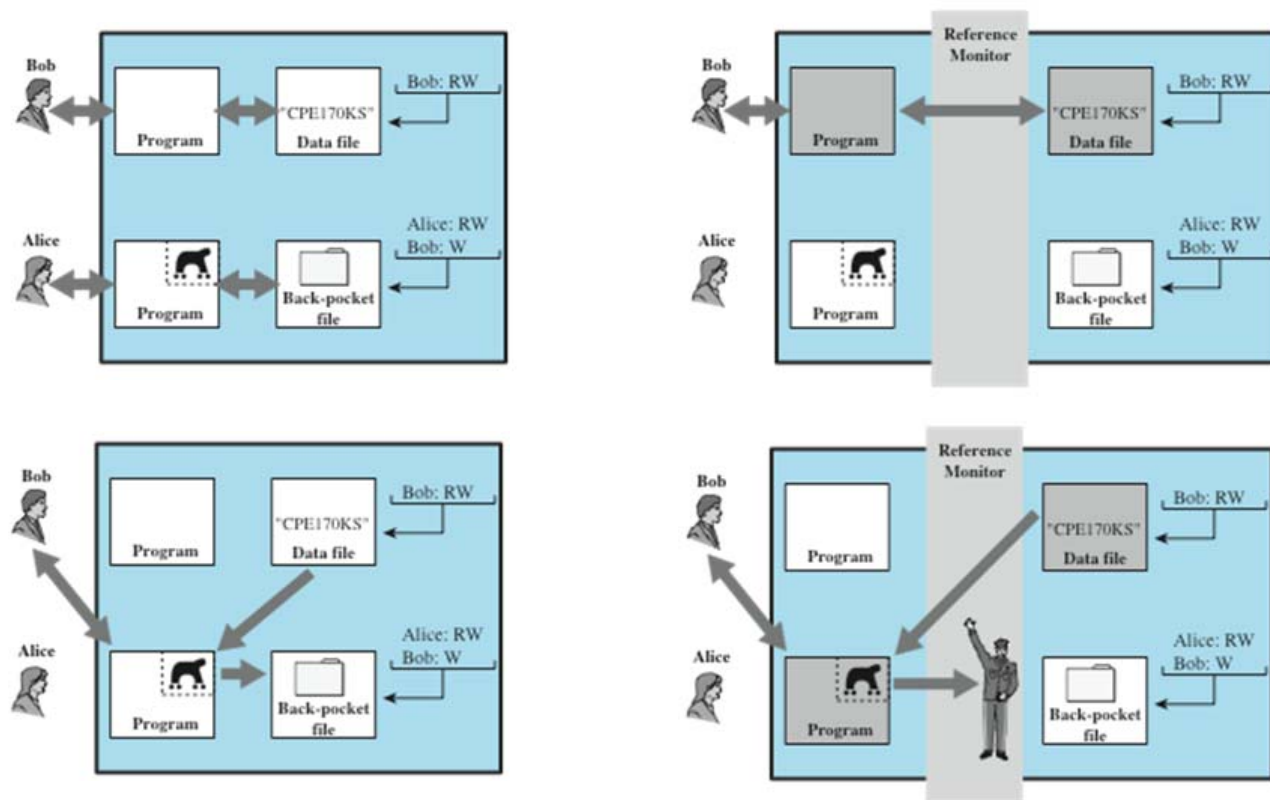 Bob
Program
"CPE170KS"
Data file
Bob: RW
Alice
Program
Back-pocket
file
Alice: RW
Bob: W
Reference
Monitor
Bob
Program
"CPE170KS"
Data file
Bob: RW
Alice
Program
Back-pocket
file
Alice: RW
Bob: W
Bob
Program
"CPE170KS"
Data file
Bob: RW
Alice
Program
Back-pocket
file
Alice: RW
Bob: W
Reference
Monitor
Bob
Program
"CPE170KS"
Data file
Bob: RW
Alice
Program
Back-pocket
file
Alice: RW
Bob: W